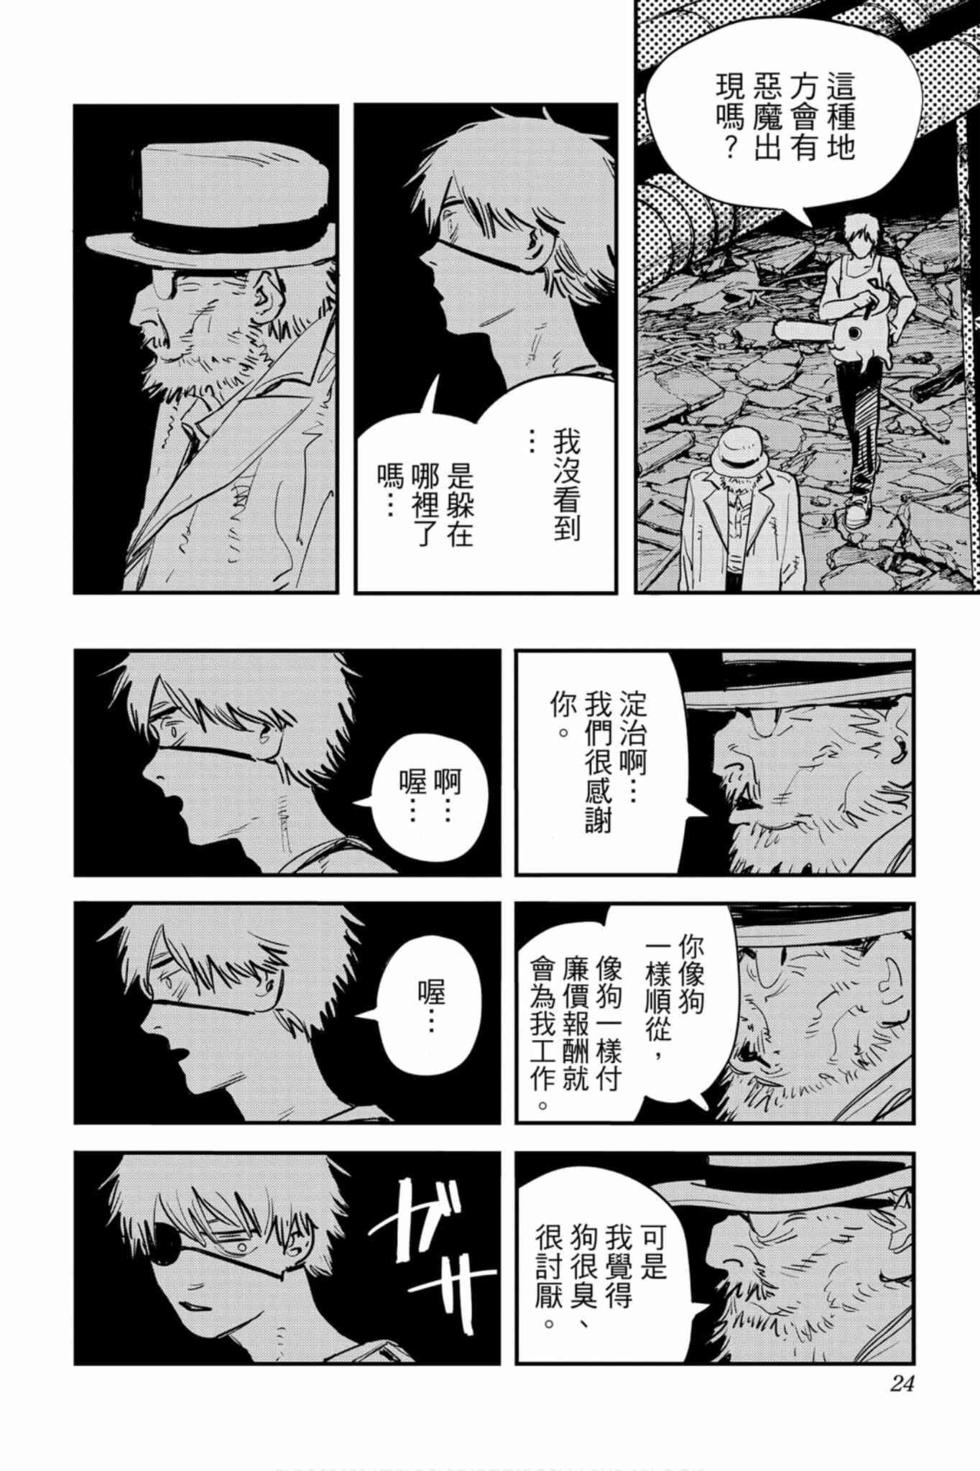 這種地
方會有
惡魔出
現嗎？
我沒看到
…
是躲在
哪裡了
嗎…
淀治啊…
我們很感謝
你。
啊…
喔…
你像狗
一樣順從，
像狗一樣付
廉價報酬就
會為我工作。
喔…
可是
我覺得
狗很臭、
很討厭。
ガサ
24